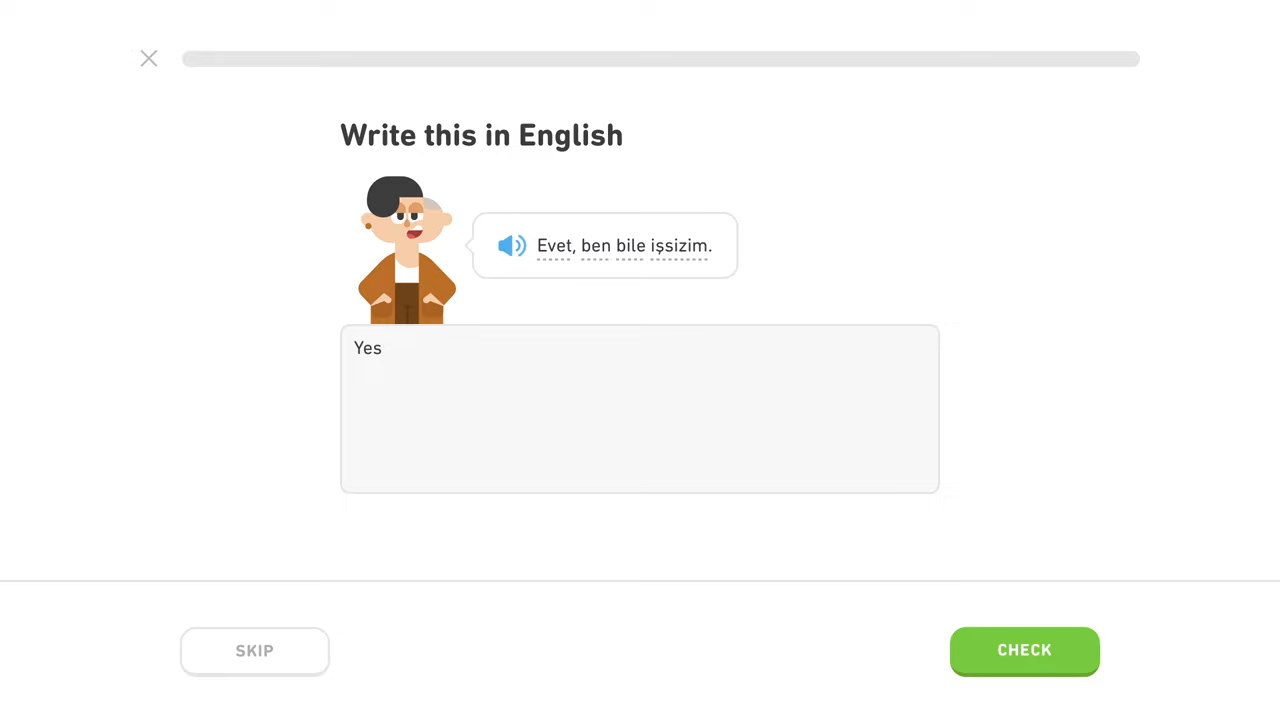 Write this in English
Evet, ben bile işsizim.
Yes
SKIP
CHECK